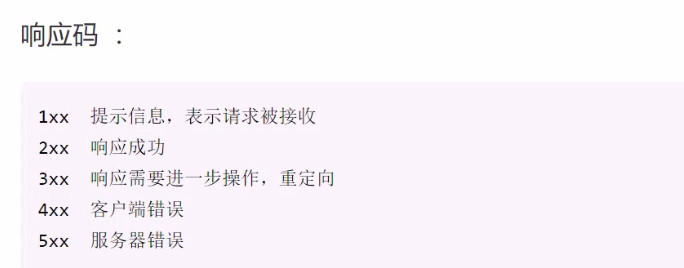 响应码 ：
1xx 提示信息，表示请求被接收
2xx 响应成功
3xx 响应需要进一步操作，重定向
4xx 客户端错误
5xx 服务器错误